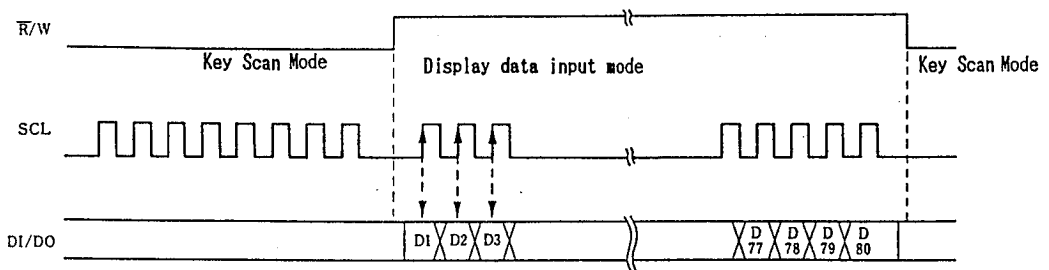 R̅/W
Key Scan Mode
Display data input mode
Key Scan Mode
SCL
DI/DO
D1
D2
D3
D
77
D
78
D
79
D
80